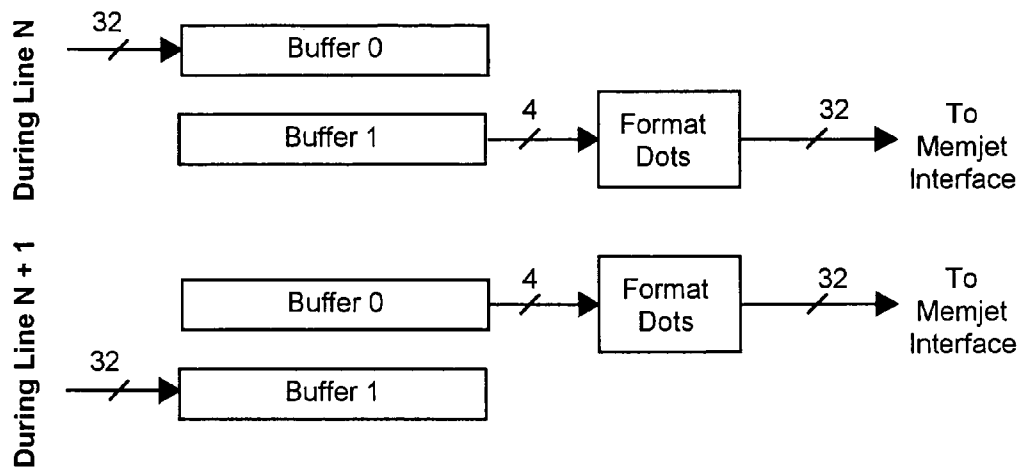 During Line N
32
Buffer 0
Buffer 1
4
Format
Dots
32
To
Memjet
Interface
During Line N + 1
Buffer 0
4
Format
Dots
32
To
Memjet
Interface
32
Buffer 1